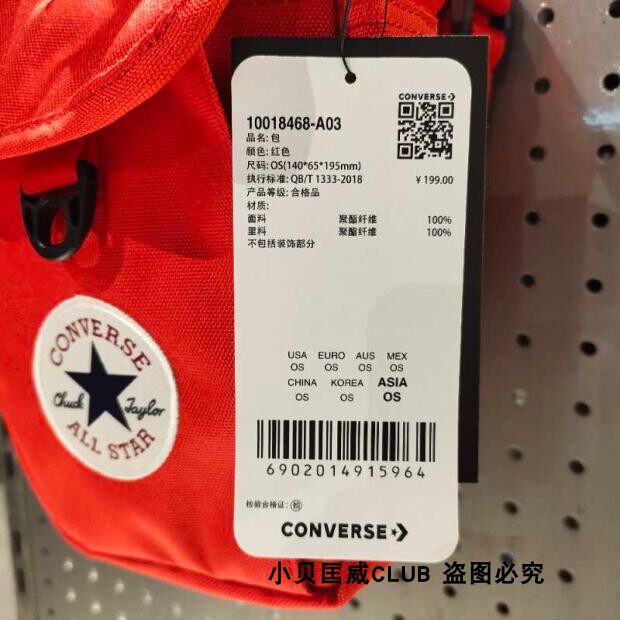 CONVERSE
10018468-A03
品名: 包
颜色: 红色
尺码: OS(140*65*195mm)
执行标准: QB/T 1333-2018
¥ 199.00
产品等级: 合格品
材质:
面料 聚酯纤维 100%
里料 聚酯纤维 100%
不包括装饰部分
USA EURO AUS MEX
OS OS OS OS
CHINA KOREA ASIA
OS OS OS
6902014915964
检验合格证: 检
CONVERSE
CONVERSE
Chuck Taylor
ALL STAR
小贝匡威CLUB 盗图必究